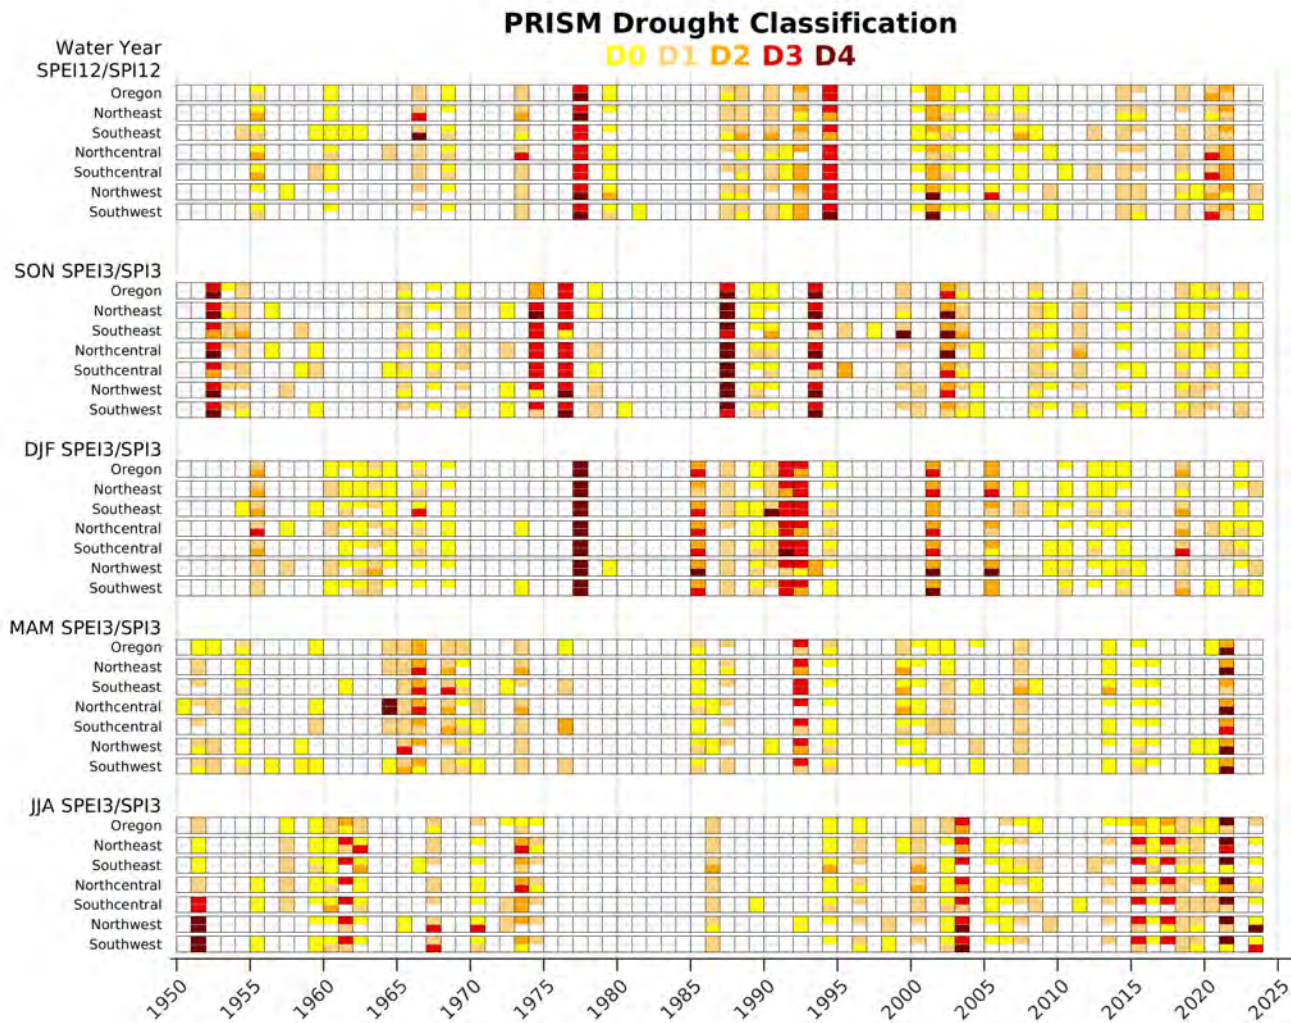 PRISM Drought Classification
D0 D1 D2 D3 D4
Water Year
SPEI12/SPI12
Oregon
Northeast
Southeast
Northcentral
Southcentral
Northwest
Southwest
SON SPEI3/SPI3
Oregon
Northeast
Southeast
Northcentral
Southcentral
Northwest
Southwest
DJF SPEI3/SPI3
Oregon
Northeast
Southeast
Northcentral
Southcentral
Northwest
Southwest
MAM SPEI3/SPI3
Oregon
Northeast
Southeast
Northcentral
Southcentral
Northwest
Southwest
JJA SPEI3/SPI3
Oregon
Northeast
Southeast
Northcentral
Southcentral
Northwest
Southwest
1950 1955 1960 1965 1970 1975 1980 1985 1990 1995 2000 2005 2010 2015 2020 2025